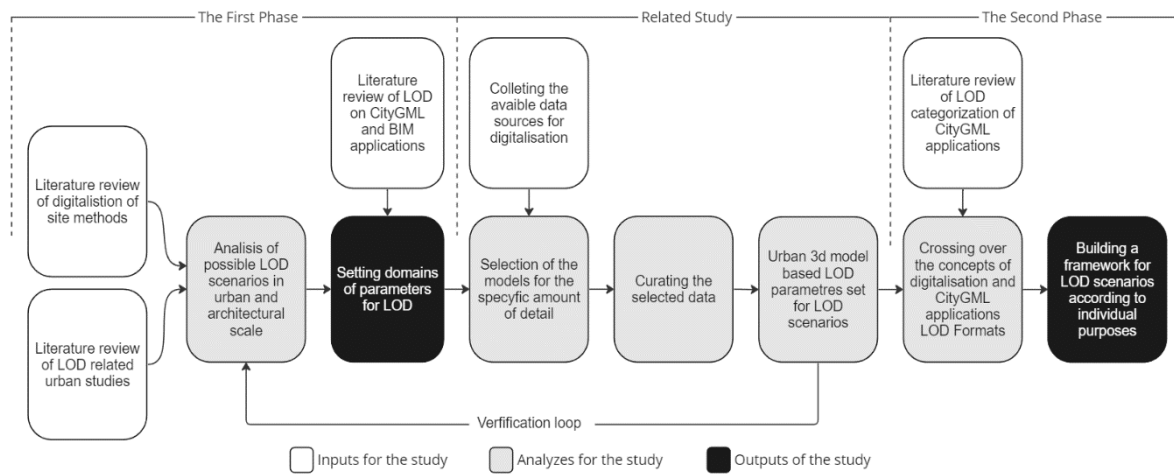 The First Phase
Related Study
The Second Phase
Literature
review of LOD
on CityGML
and BIM
applications
Colleting the
avaible data
sources for
digitalisation
Literature
review of LOD
categorization of
CityGML
applications
Literature review
of digitalistion of
site methods
Literature review
of LOD related
urban studies
Analisis of
possible LOD
scenarios in
urban and
architectural
scale
Setting domains
of parameters
for LOD
Selection of the
models for the
specyfic amount
of detail
Curating the
selected data
Urban 3d model
based LOD
parametres set
for LOD
scenarios
Crossing over
the concepts of
digitalisation and
CityGML
applications
LOD Formats
Building a
framework for
LOD scenarios
according to
individual
purposes
Verfification loop
Inputs for the study
Analyzes for the study
Outputs of the study